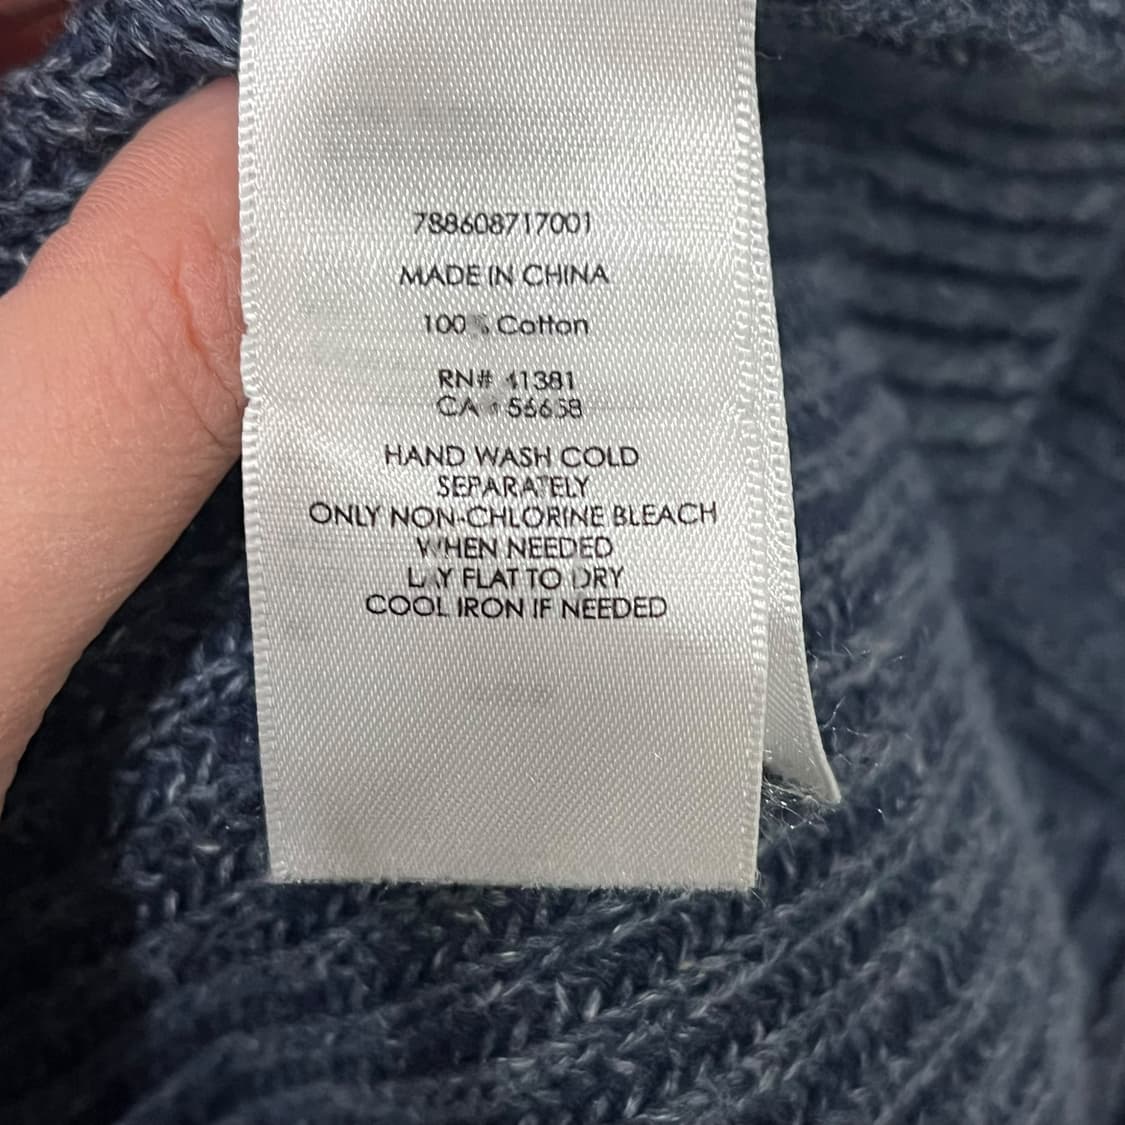 788608717001
MADE IN CHINA
100% Cotton
RN# 41381
CA 56658
HAND WASH COLD
SEPARATELY
ONLY NON-CHLORINE BLEACH
WHEN NEEDED
LAY FLAT TO DRY
COOL IRON IF NEEDED